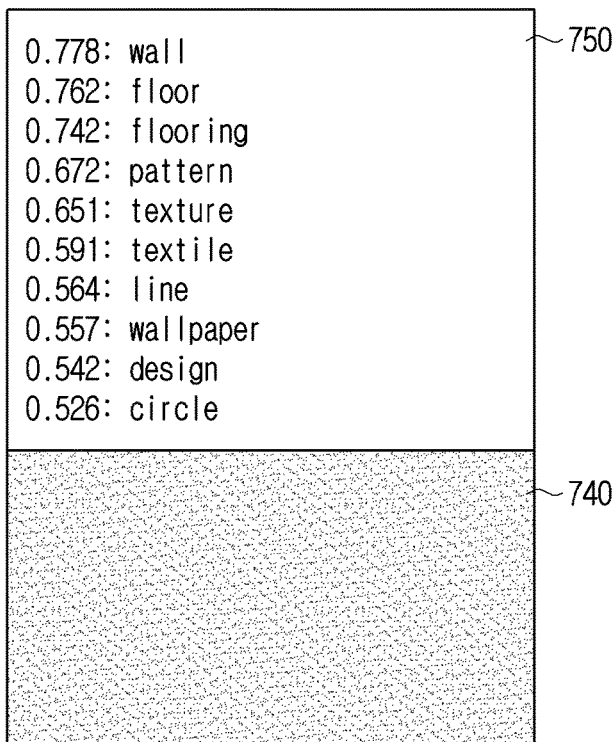 0.778: wall
0.762: floor
0.742: flooring
0.672: pattern
0.651: texture
0.591: textile
0.564: line
0.557: wallpaper
0.542: design
0.526: circle
750
740